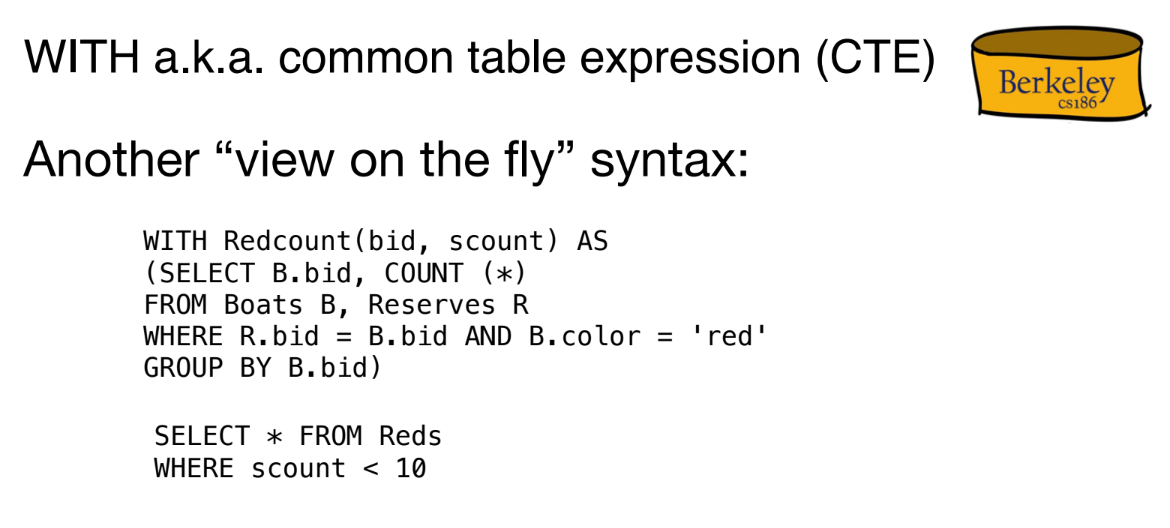 WITH a.k.a. common table expression (CTE)
Berkeley
cs186
Another “view on the fly” syntax:
WITH Redcount(bid, scount) AS
(SELECT B.bid, COUNT (*)
FROM Boats B, Reserves R
WHERE R.bid = B.bid AND B.color = 'red'
GROUP BY B.bid)
SELECT * FROM Reds
WHERE scount < 10